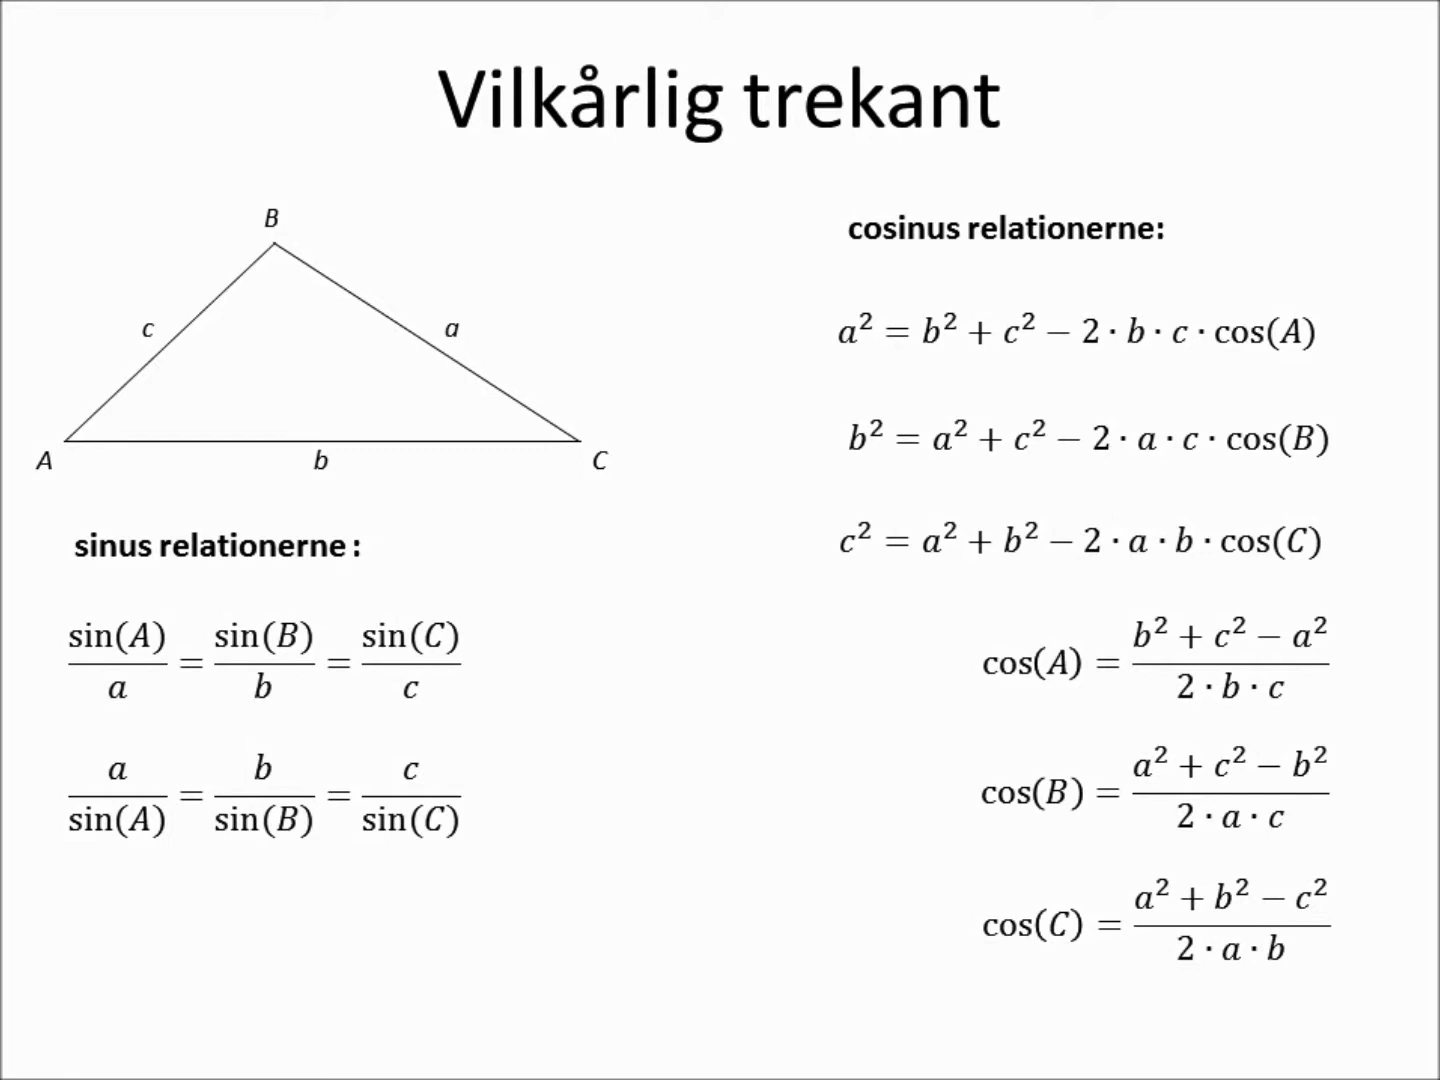 Vilkårlig trekant
B
c
a
A
b
C
sinus relationerne :
sin(A)/a = sin(B)/b = sin(C)/c
a/sin(A) = b/sin(B) = c/sin(C)
cosinus relationerne:
a² = b² + c² − 2 · b · c · cos(A)
b² = a² + c² − 2 · a · c · cos(B)
c² = a² + b² − 2 · a · b · cos(C)
cos(A) = (b² + c² − a²)/(2 · b · c)
cos(B) = (a² + c² − b²)/(2 · a · c)
cos(C) = (a² + b² − c²)/(2 · a · b)